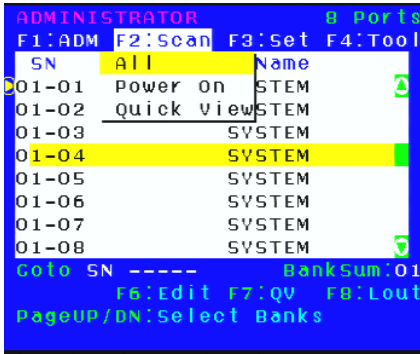 ADMINISTRATOR 8 Ports
F1:ADM F2:Scan F3:Set F4:Tool
SN All Name
01-01 Power On STEM
01-02 Quick View STEM
01-03 SYSTEM
01-04 SYSTEM
01-05 SYSTEM
01-06 SYSTEM
01-07 SYSTEM
01-08 SYSTEM
Goto SN ----- BankSum:01
F6:Edit F7:QV F8:Lout
PageUP/DN:Select Banks